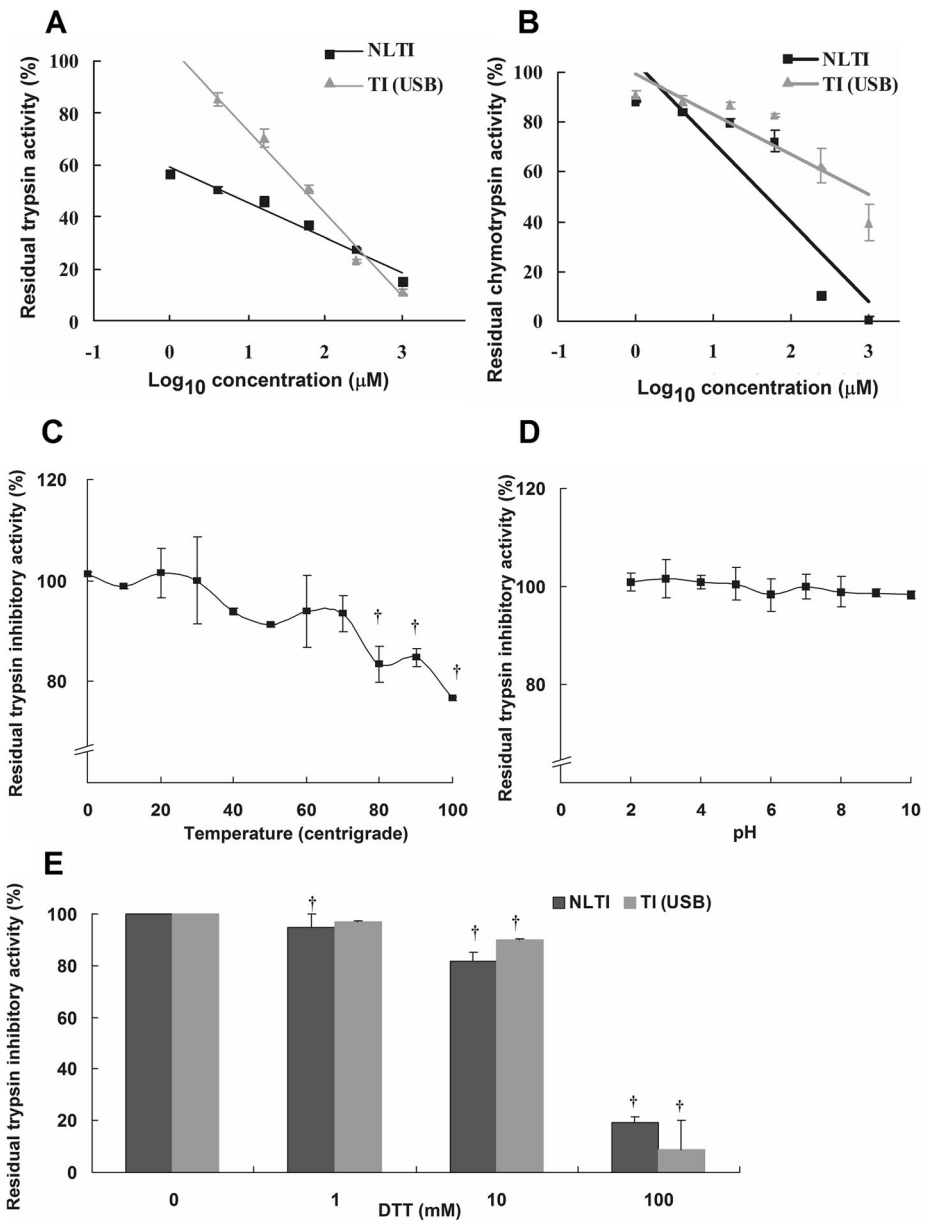 A
NLTI
TI (USB)
Residual trypsin activity (%)
100
80
60
40
20
0
-1
0
1
2
3
Log10 concentration (μM)
B
NLTI
TI (USB)
Residual chymotrypsin activity (%)
100
80
60
40
20
0
-1
0
1
2
3
Log10 concentration (μM)
C
Residual trypsin inhibitory activity (%)
120
100
80
† † †
0 20 40 60 80 100
Temperature (centrigrade)
D
Residual trypsin inhibitory activity (%)
120
100
80
0 2 4 6 8 10
pH
E
Residual trypsin inhibitory activity (%)
NLTI TI (USB)
100
80
60
40
20
0
† † † † †
0 1 10 100
DTT (mM)